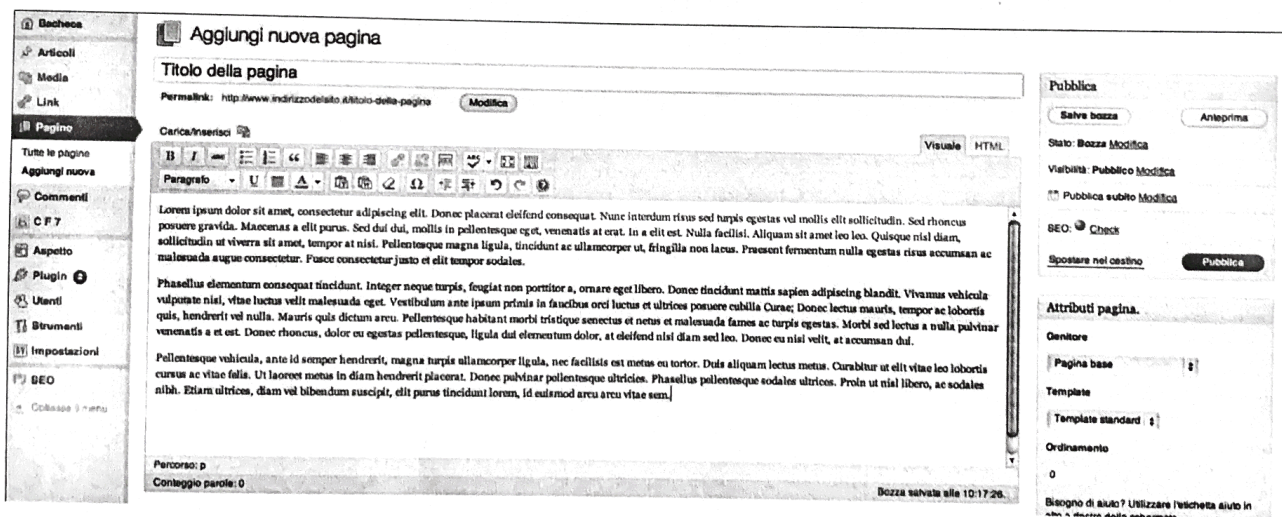 Bacheca
Articoli
Media
Link
Pagine
Tutte le pagine
Aggiungi nuova
Commenti
CF7
Aspetto
Plugin
Utenti
Strumenti
Impostazioni
SEO
Collassa il menu
Aggiungi nuova pagina
Titolo della pagina
Permalink: http://www.indirizzodelsito.it/titolo-della-pagina Modifica
Carica/Inserisci
Visuale HTML
B I ABC
Paragrafo U A Ω
Lorem ipsum dolor sit amet, consectetur adipiscing elit. Donec placerat eleifend consequat. Nunc interdum risus sed turpis egestas vel mollis elit sollicitudin. Sed rhoncus
posuere gravida. Maecenas a elit purus. Sed dui dui, mollis in pellentesque eget, venenatis at erat. In a elit est. Nulla facilisi. Aliquam sit amet leo leo. Quisque nisl diam,
sollicitudin ut viverra sit amet, tempor at nisi. Pellentesque magna ligula, tincidunt ac ullamcorper ut, fringilla non lacus. Praesent fermentum nulla egestas risus accumsan ac
malesuada augue consectetur. Fusce consectetur justo et elit tempor sodales.
Phasellus elementum consequat tincidunt. Integer neque turpis, feugiat non porttitor a, ornare eget libero. Donec tincidunt mattis sapien adipiscing blandit. Vivamus vehicula
vulputate nisl, vitae luctus velit malesuada eget. Vestibulum ante ipsum primis in faucibus orci luctus et ultrices posuere cubilia Curae; Donec lectus mauris, tempor ac lobortis
quis, hendrerit vel nulla. Mauris quis dictum arcu. Pellentesque habitant morbi tristique senectus et netus et malesuada fames ac turpis egestas. Morbi sed lectus a nulla pulvinar
venenatis a et est. Donec rhoncus, dolor eu egestas pellentesque, ligula dui elementum dolor, at eleifend nisi diam sed leo. Donec eu nisi velit, at accumsan dui.
Pellentesque vehicula, ante id semper hendrerit, magna turpis ullamcorper ligula, nec facilisis est metus eu tortor. Duis aliquam lectus metus. Curabitur ut elit vitae leo lobortis
cursus ac vitae felis. Ut laoreet metus in diam hendrerit placerat. Donec pulvinar pellentesque ultricies. Phasellus pellentesque sodales ultrices. Proin ut nisl libero, ac sodales
nibh. Etiam ultrices, diam vel bibendum suscipit, elit purus tincidunt lorem, id euismod arcu arcu vitae sem.
Percorso: p
Conteggio parole: 0
Bozza salvata alle 10:17:26.
Pubblica
Salva bozza Anteprima
Stato: Bozza Modifica
Visibilità: Pubblico Modifica
Pubblica subito Modifica
SEO: Check
Spostare nel cestino Pubblica
Attributi pagina.
Genitore
Pagina base
Template
Template standard
Ordinamento
0
Bisogno di aiuto? Utilizzare l'etichetta aiuto in
alto a destra dello schermata